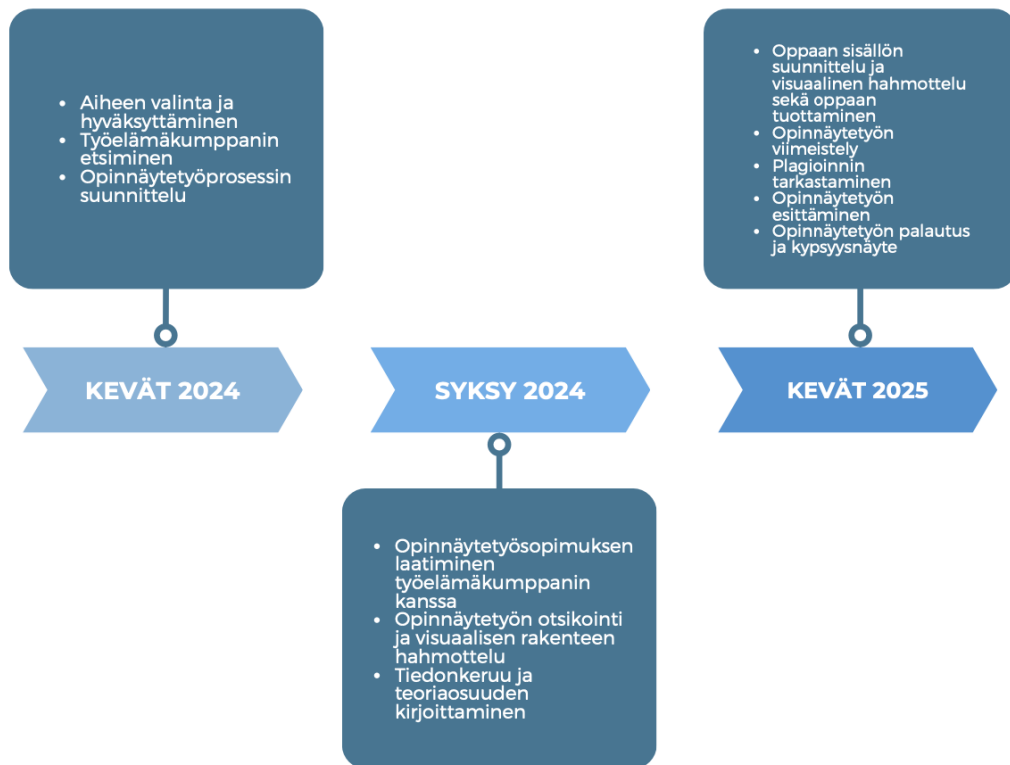 • Aiheen valinta ja
hyväksyttäminen
• Työelämäkumppanin
etsiminen
• Opinnäytetyöprosessin
suunnittelu
KEVÄT 2024
• Opinnäytetyösopimuksen
laatiminen
työelämäkumppanin
kanssa
• Opinnäytetyön otsikointi
ja visuaalisen rakenteen
hahmottelu
• Tiedonkeruu ja
teoriaosuuden
kirjoittaminen
SYKSY 2024
• Oppaan sisällön
suunnittelu ja
visuaalinen hahmottelu
sekä oppaan
tuottaminen
• Opinnäytetyön
viimeistely
• Plagioinnin
tarkastaminen
• Opinnäytetyön
esittäminen
• Opinnäytetyön palautus
ja kypsyysnäyte
KEVÄT 2025